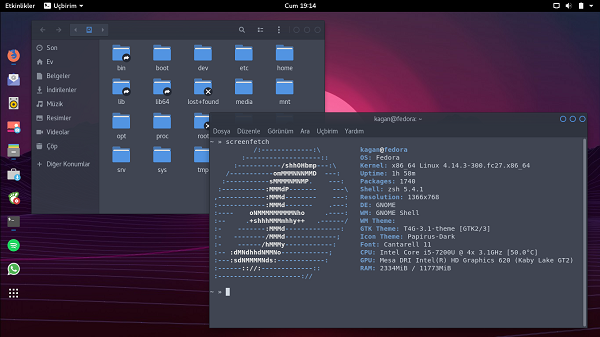 Etkinlikler
Uçbirim
Cum 19:14
Son
Ev
Belgeler
İndirilenler
Müzik
Resimler
Videolar
Çöp
+ Diğer Konumlar
bin
boot
dev
etc
home
lib
lib64
lost+found
media
mnt
opt
proc
root
srv
sys
tmp
kagan@fedora: ~
Dosya Düzenle Görünüm Ara Uçbirim Yardım
~ » screenfetch
kagan@fedora
OS: Fedora
Kernel: x86_64 Linux 4.14.3-300.fc27.x86_64
Uptime: 1h 58m
Packages: 1740
Shell: zsh 5.4.1
Resolution: 1366x768
DE: GNOME
WM: GNOME Shell
WM Theme:
GTK Theme: T4G-3.1-theme [GTK2/3]
Icon Theme: Papirus-Dark
Font: Cantarell 11
CPU: Intel Core i5-7200U @ 4x 3.1GHz [50.0°C]
GPU: Mesa DRI Intel(R) HD Graphics 620 (Kaby Lake GT2)
RAM: 2334MiB / 11773MiB
~ »